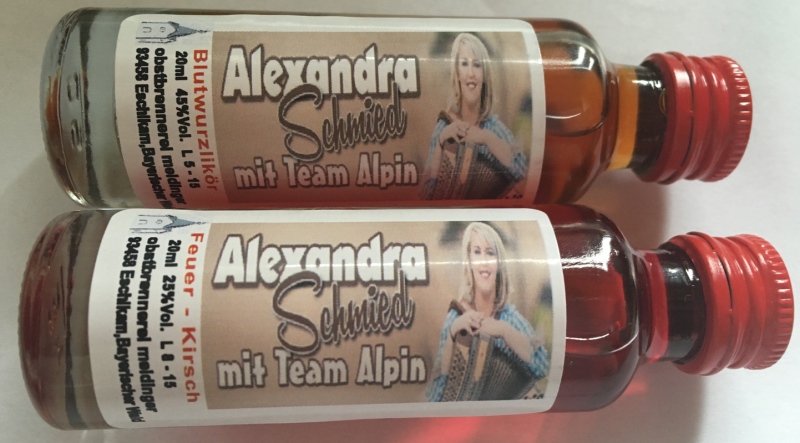 Blutwurzlikör
20ml 45%Vol. L 5 - 15
obstbrennerei meidinger
93458 Eschlkam,Bayerischer
Alexandra
Schmied
mit Team Alpin
Feuer - Kirsch
20ml 25%Vol. L 8 - 15
obstbrennerei meidinger
93458 Eschlkam,Bayerischer Wald
Alexandra
Schmied
mit Team Alpin